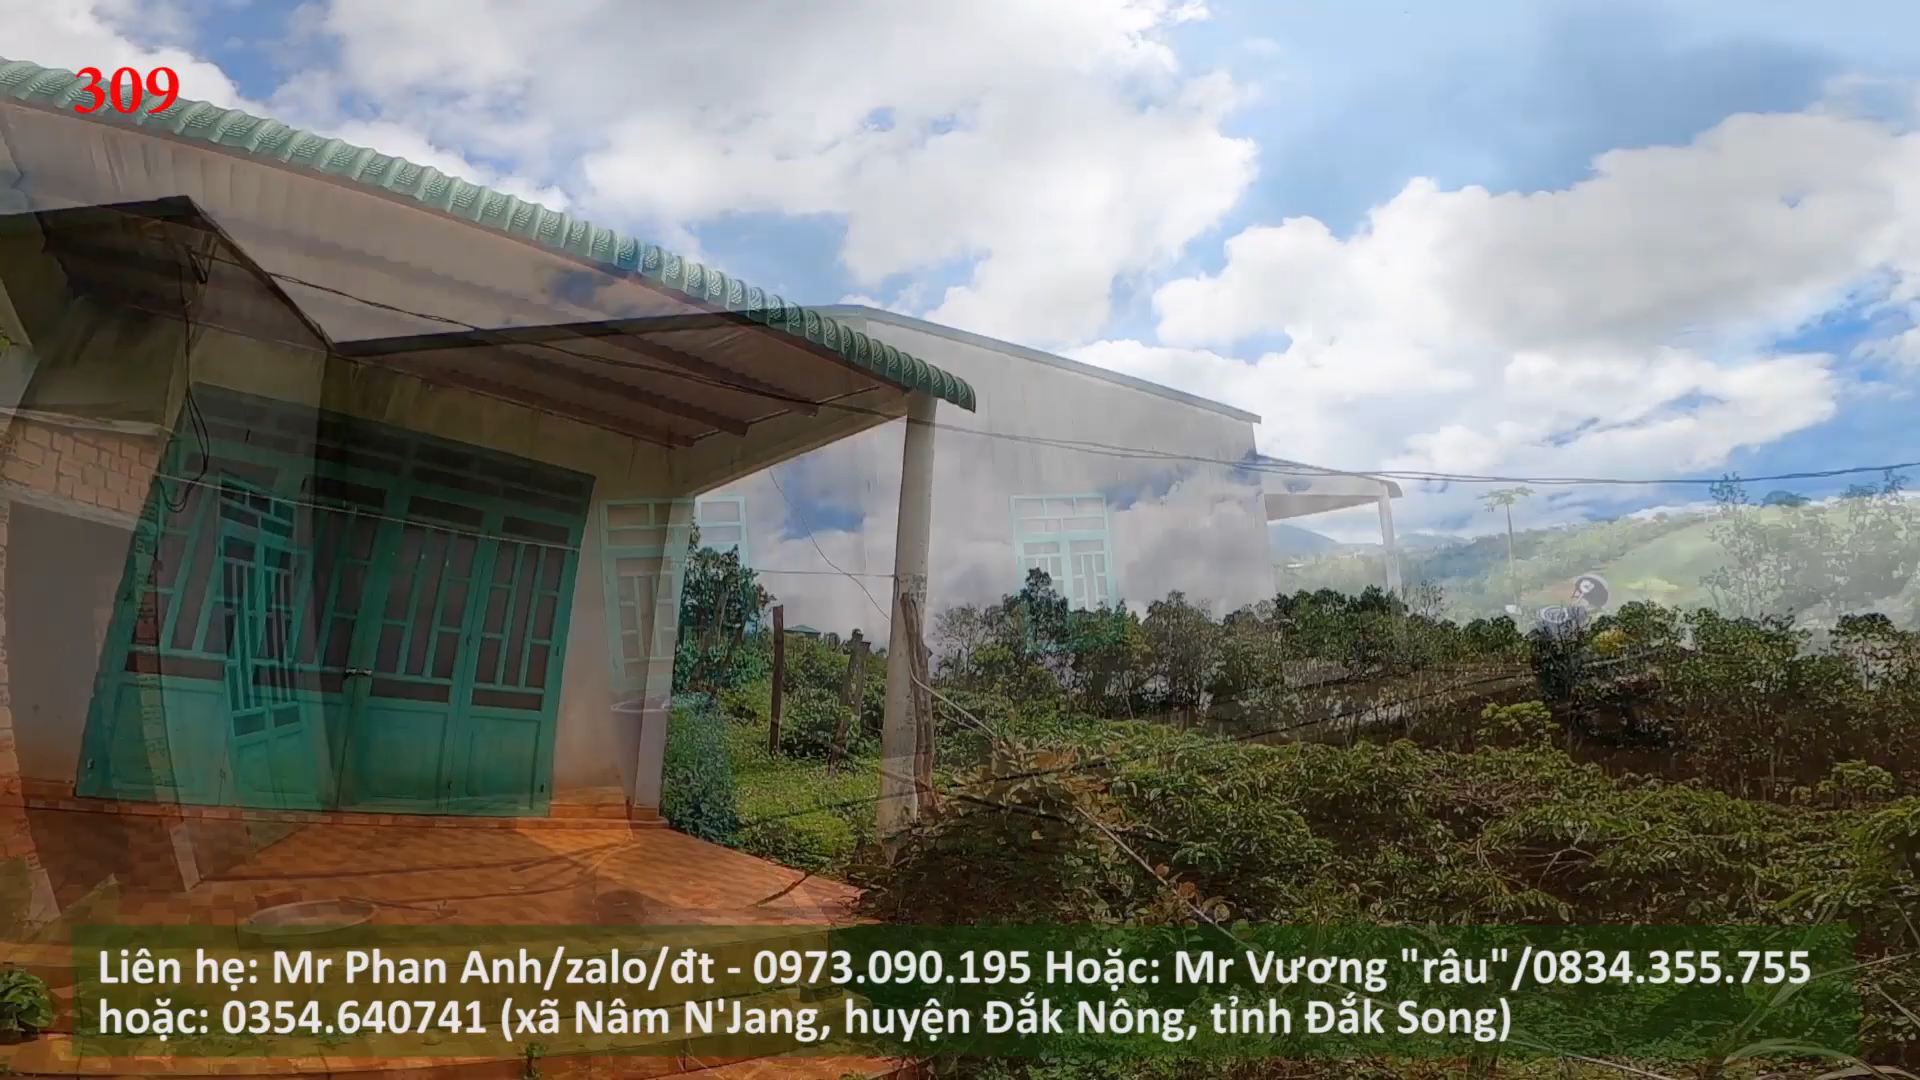 309
Liên hẹ: Mr Phan Anh/zalo/đt - 0973.090.195 Hoặc: Mr Vương "râu"/0834.355.755
hoặc: 0354.640741 (xã Nâm N'Jang, huyện Đắk Nông, tỉnh Đắk Song)